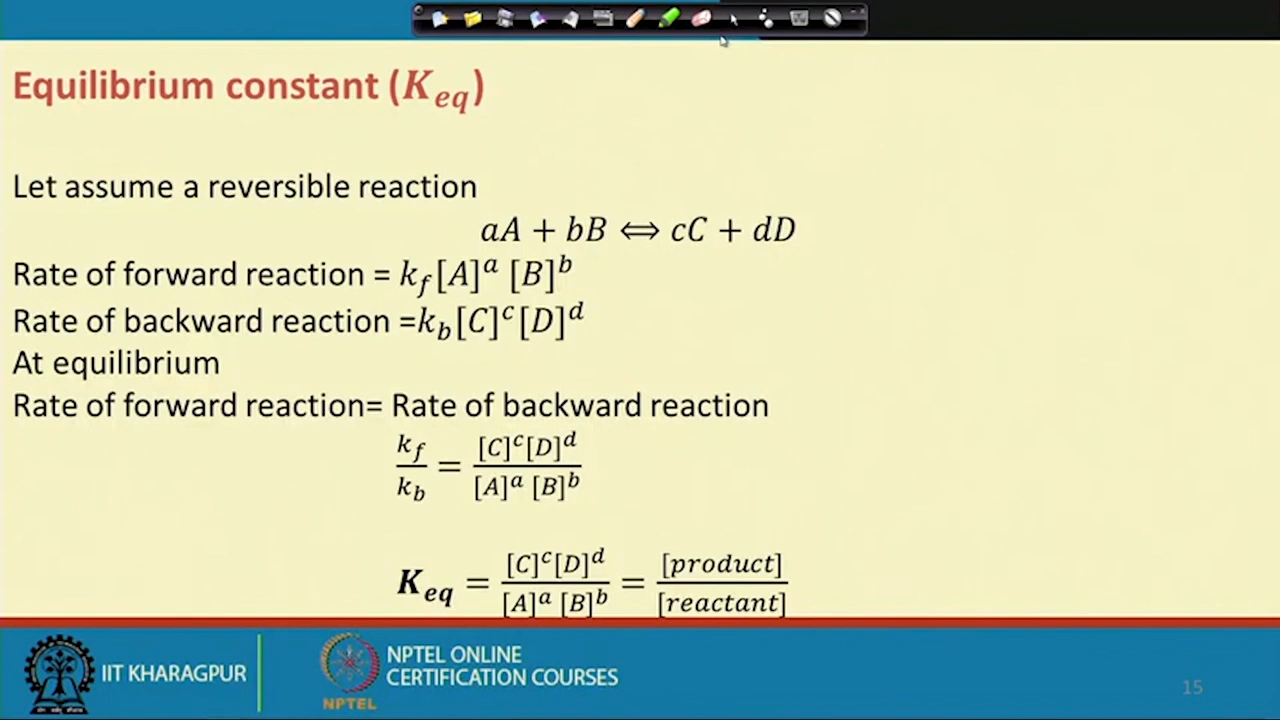 Equilibrium constant (K_eq)
Let assume a reversible reaction
aA + bB ⟺ cC + dD
Rate of forward reaction = k_f[A]^a [B]^b
Rate of backward reaction =k_b[C]^c[D]^d
At equilibrium
Rate of forward reaction= Rate of backward reaction
k_f/k_b = [C]^c[D]^d/[A]^a [B]^b
K_eq = [C]^c[D]^d/[A]^a [B]^b = [product]/[reactant]
IIT KHARAGPUR
NPTEL
NPTEL ONLINE
CERTIFICATION COURSES
15